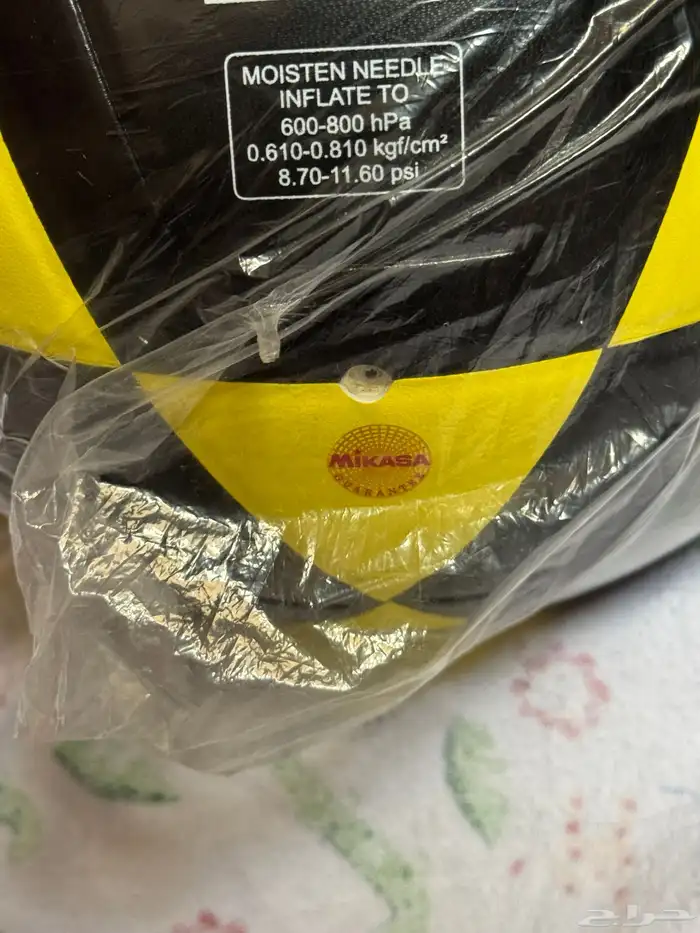 MOISTEN NEEDLE
INFLATE TO
600-800 hPa
0.610-0.810 kgf/cm²
8.70-11.60 psi
MiKASA
GUARANTEE
حراج